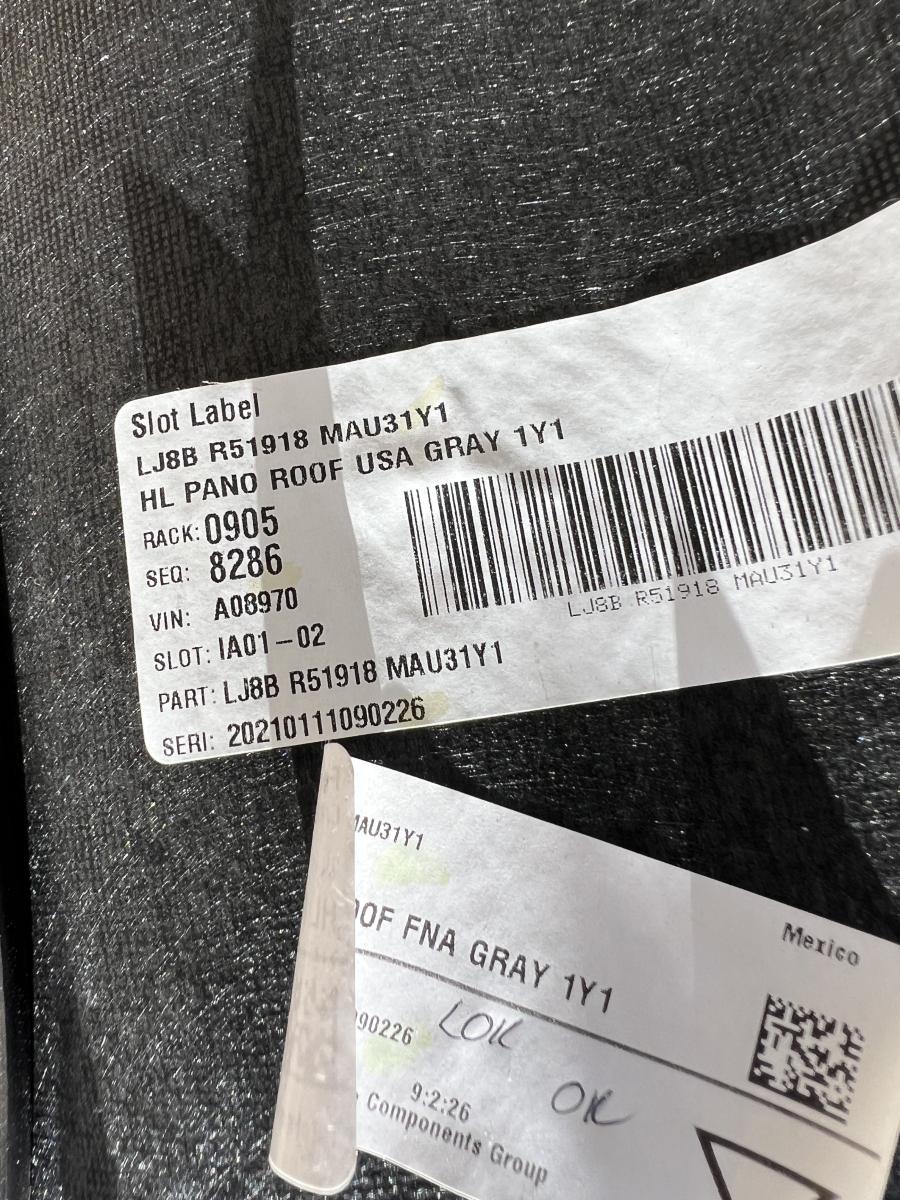 Slot Label
LJ8B R51918 MAU31Y1
HL PANO ROOF USA GRAY 1Y1
RACK: 0905
SEQ: 8286
VIN: A08970
SLOT: IA01-02
PART: LJ8B R51918 MAU31Y1
SERI: 20210111090226
LJ8B R51918 MAU31Y1
MAU31Y1
OOF FNA GRAY 1Y1
Mexico
90226
OK
9:2:26
Components Group